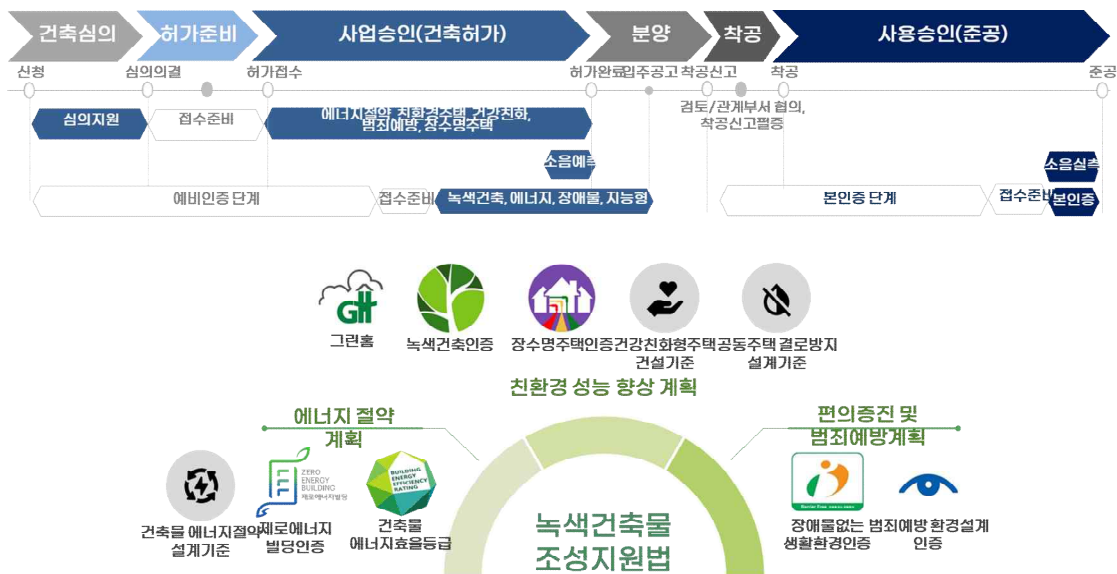 건축심의
허가준비
사업승인(건축허가)
분양
착공
사용승인(준공)
신청
심의의결
허가접수
허가완료
입주공고
착공신고
착공
준공
검토/관계부서 협의,
착공신고필증
심의지원
접수준비
에너지절약, 친환경주택, 건강친화,
범죄예방, 장수명주택
소음예측
소음실측
예비인증 단계
접수준비
녹색건축, 에너지, 장애물, 지능형
본인증 단계
접수준비
본인증
GH
그린홈
녹색건축인증
장수명주택인증
건강친화형주택
건설기준
공동주택 결로방지
설계기준
친환경 성능 향상 계획
에너지 절약
계획
편의증진 및
범죄예방계획
ZERO
ENERGY
BUILDING
제로에너지빌딩
BUILDING
ENERGY
EFFICIENCY
RATING
Barrier Free
건축물 에너지절약
설계기준
제로에너지
빌딩인증
건축물
에너지효율등급
장애물없는
생활환경인증
범죄예방 환경설계
인증
녹색건축물
조성지원법